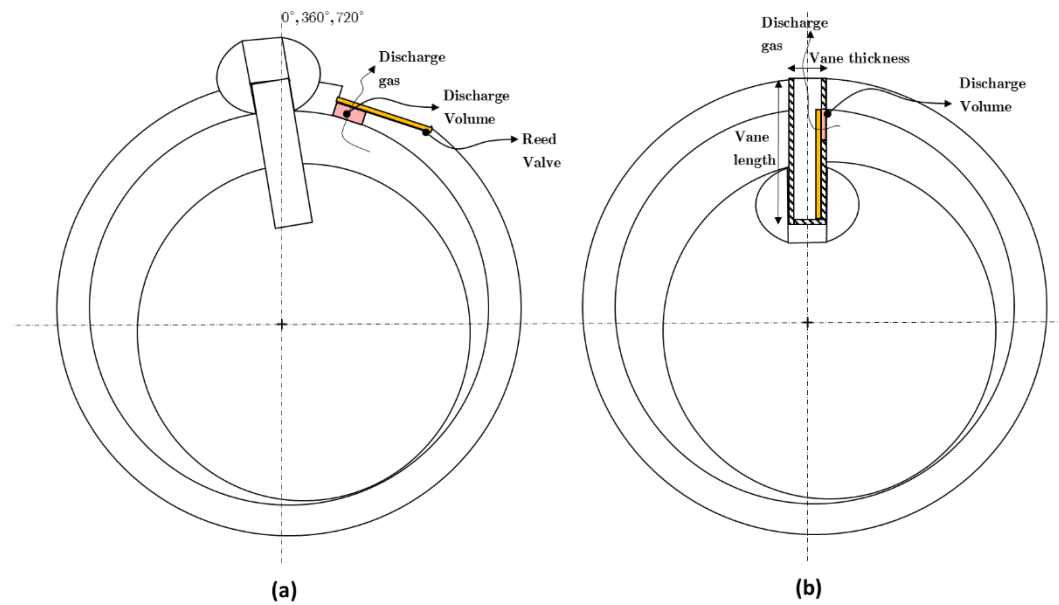 0°, 360°, 720°
Discharge
gas
Discharge
Volume
Reed
Valve
(a)
Discharge
gas
Vane thickness
Discharge
Volume
Vane
length
(b)